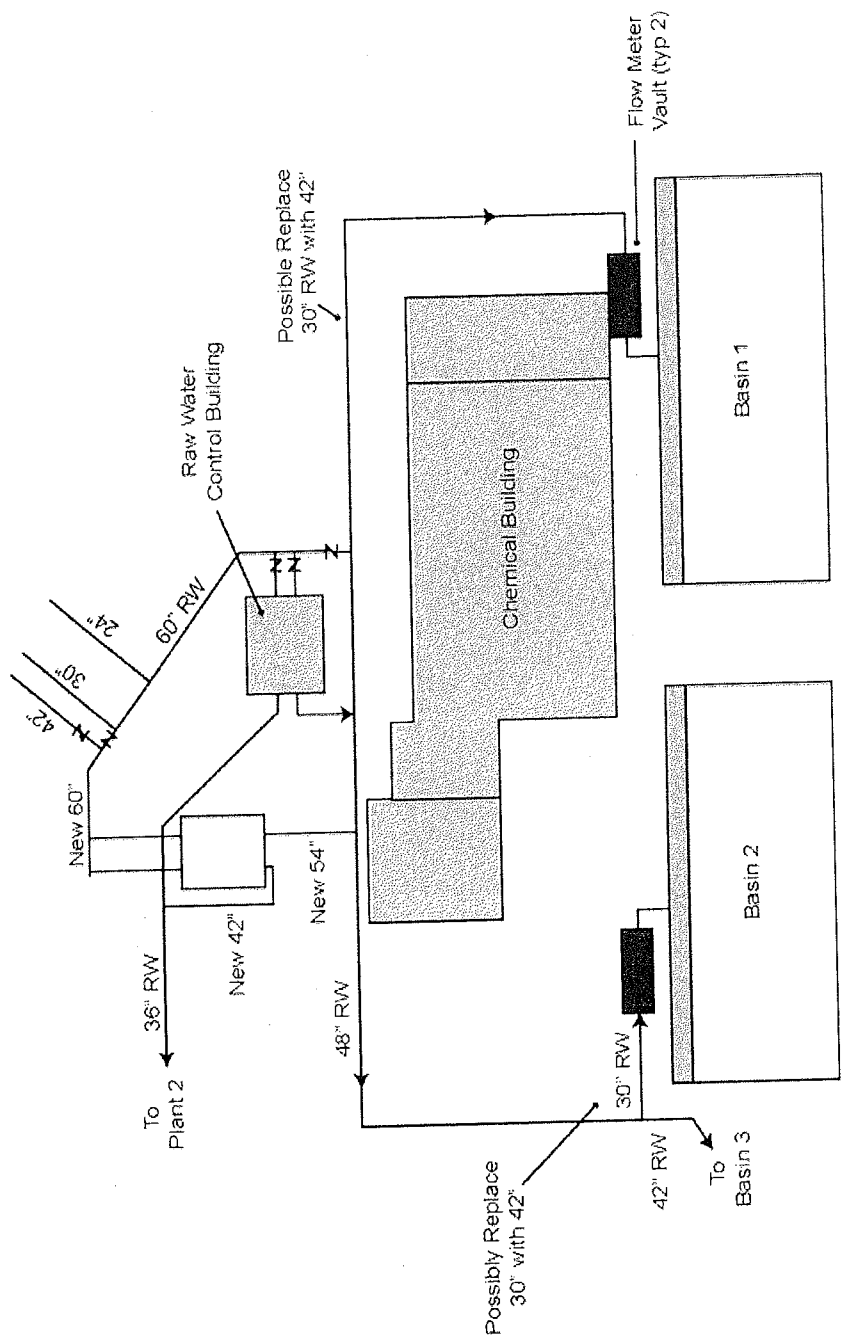 42"
30"
24"
60" RW
New 60"
Raw Water
Control Building
Possible Replace
30" RW with 42"
Flow Meter
Vault (typ 2)
36" RW
To
Plant 2
New 42"
New 54"
48" RW
Chemical Building
Possibly Replace
30" with 42"
30" RW
42" RW
To
Basin 3
Basin 2
Basin 1